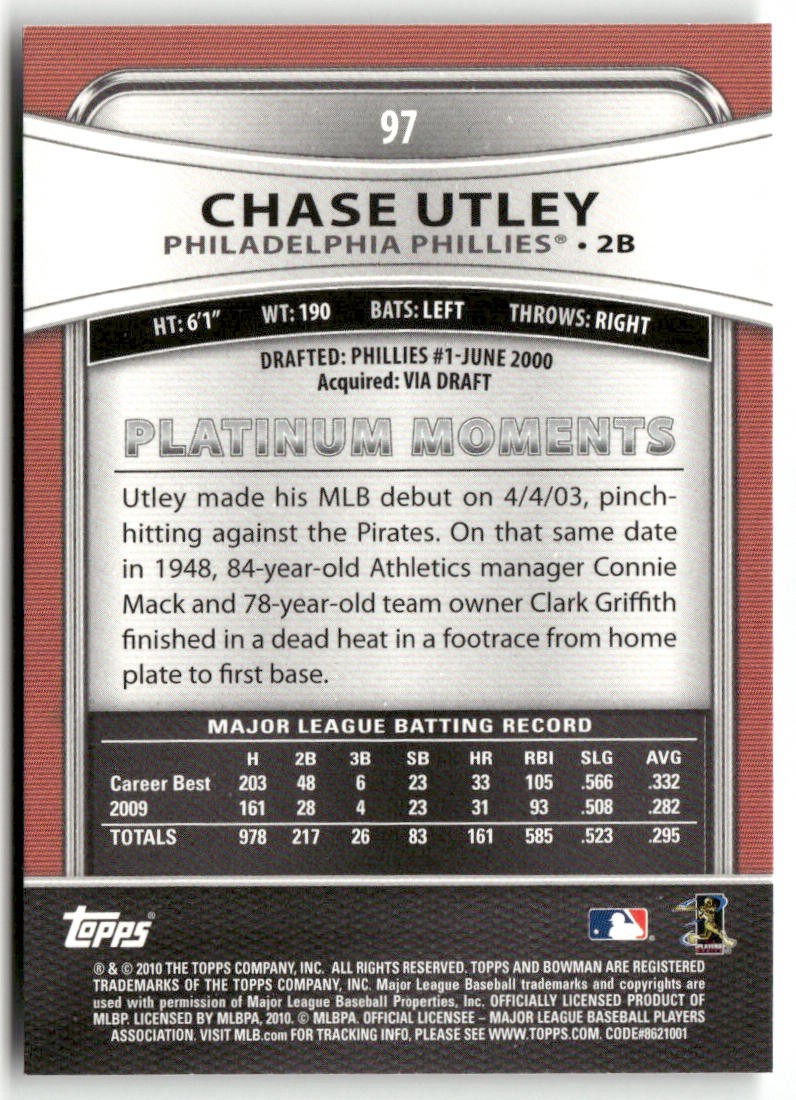 97
CHASE UTLEY
PHILADELPHIA PHILLIES® • 2B
HT: 6'1" WT: 190 BATS: LEFT THROWS: RIGHT
DRAFTED: PHILLIES #1-JUNE 2000
Acquired: VIA DRAFT
PLATINUM MOMENTS
Utley made his MLB debut on 4/4/03, pinch-
hitting against the Pirates. On that same date
in 1948, 84-year-old Athletics manager Connie
Mack and 78-year-old team owner Clark Griffith
finished in a dead heat in a footrace from home
plate to first base.
MAJOR LEAGUE BATTING RECORD
H 2B 3B SB HR RBI SLG AVG
Career Best 203 48 6 23 33 105 .566 .332
2009 161 28 4 23 31 93 .508 .282
TOTALS 978 217 26 83 161 585 .523 .295
Topps®
® & © 2010 THE TOPPS COMPANY, INC. ALL RIGHTS RESERVED. TOPPS AND BOWMAN ARE REGISTERED
TRADEMARKS OF THE TOPPS COMPANY, INC. Major League Baseball trademarks and copyrights are
used with permission of Major League Baseball Properties, Inc. OFFICIALLY LICENSED PRODUCT OF
MLBP. LICENSED BY MLBPA, 2010. © MLBPA. OFFICIAL LICENSEE – MAJOR LEAGUE BASEBALL PLAYERS
ASSOCIATION. VISIT MLB.com FOR TRACKING INFO, PLEASE SEE WWW.TOPPS.COM. CODE#8621001